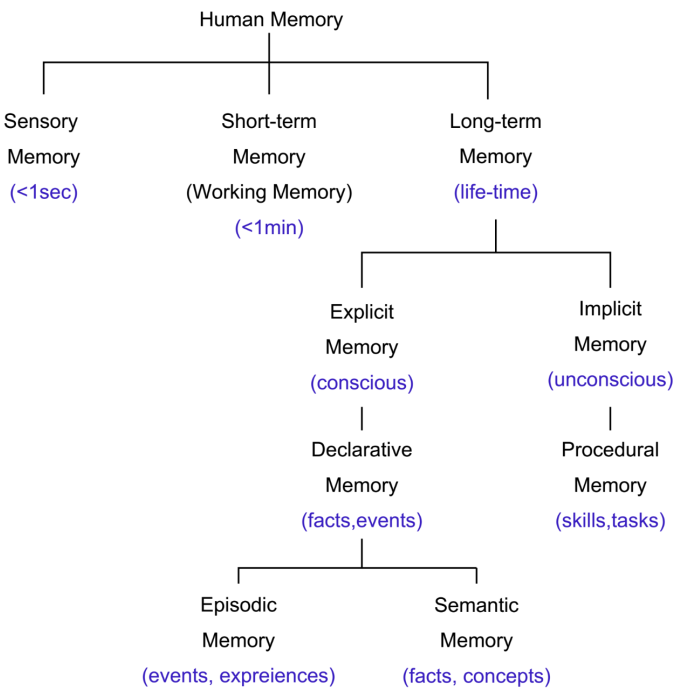 Human Memory
Sensory
Memory
(<1sec)
Short-term
Memory
(Working Memory)
(<1min)
Long-term
Memory
(life-time)
Explicit
Memory
(conscious)
Implicit
Memory
(unconscious)
Declarative
Memory
(facts,events)
Procedural
Memory
(skills,tasks)
Episodic
Memory
(events, expreiences)
Semantic
Memory
(facts, concepts)